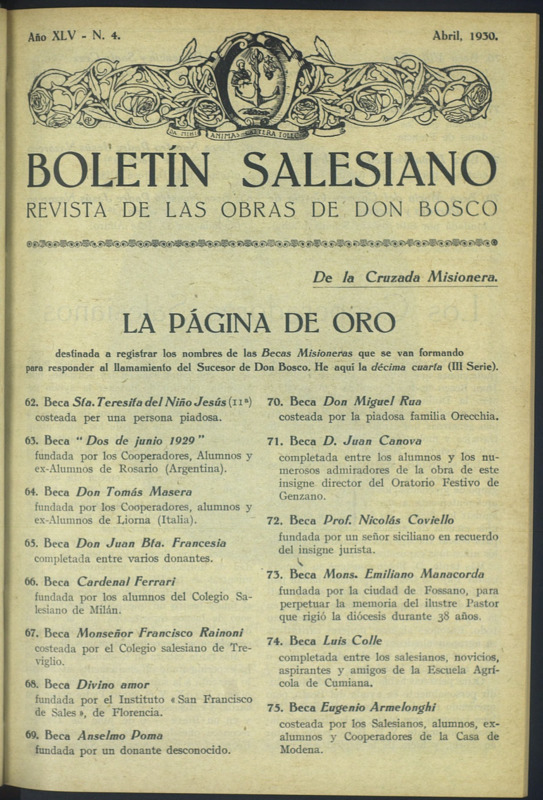 Año XLV - N. 4.
Abril, 1930.
DA MIHI ANIMAS CÆTERA TOLLE
BOLETÍN SALESIANO
REVISTA DE LAS OBRAS DE DON BOSCO
De la Cruzada Misionera.
LA PÁGINA DE ORO
destinada a registrar los nombres de las Becas Misioneras que se van formando
para responder al llamamiento del Sucesor de Don Bosco. He aquí la décima cuarta (III Serie).
62. Beca Sta. Teresita del Niño Jesús (11ª)
costeada per una persona piadosa.
63. Beca "Dos de junio 1929"
fundada por los Cooperadores, Alumnos y
ex-Alumnos de Rosario (Argentina).
64. Beca Don Tomás Masera
fundada por los Cooperadores, alumnos y
ex-Alumnos de Liorna (Italia).
65. Beca Don Juan Bta. Francesia
completada entre varios donantes.
66. Beca Cardenal Ferrari
fundada por los alumnos del Colegio Sa-
lesiano de Milán.
67. Beca Monseñor Francisco Rainoni
costeada por el Colegio salesiano de Tre-
viglio.
68. Beca Divino amor
fundada por el Instituto « San Francisco
de Sales », de Florencia.
69. Beca Anselmo Poma
fundada por un donante desconocido.
70. Beca Don Miguel Rua
costeada por la piadosa familia Orecchia.
71. Beca D. Juan Canova
completada entre los alumnos y los nu-
merosos admiradores de la obra de este
insigne director del Oratorio Festivo de
Genzano.
72. Beca Prof. Nicolás Coviello
fundada por un señor siciliano en recuerdo
del insigne jurista.
73. Beca Mons. Emiliano Manacorda
fundada por la ciudad de Fossano, para
perpetuar la memoria del ilustre Pastor
que rigió la diócesis durante 38 años.
74. Beca Luis Colle
completada entre los salesianos, novicios,
aspirantes y amigos de la Escuela Agrí-
cola de Cumiana.
75. Beca Eugenio Armelonghi
costeada por los Salesianos, alumnos, ex-
alumnos y Cooperadores de la Casa de
Modena.